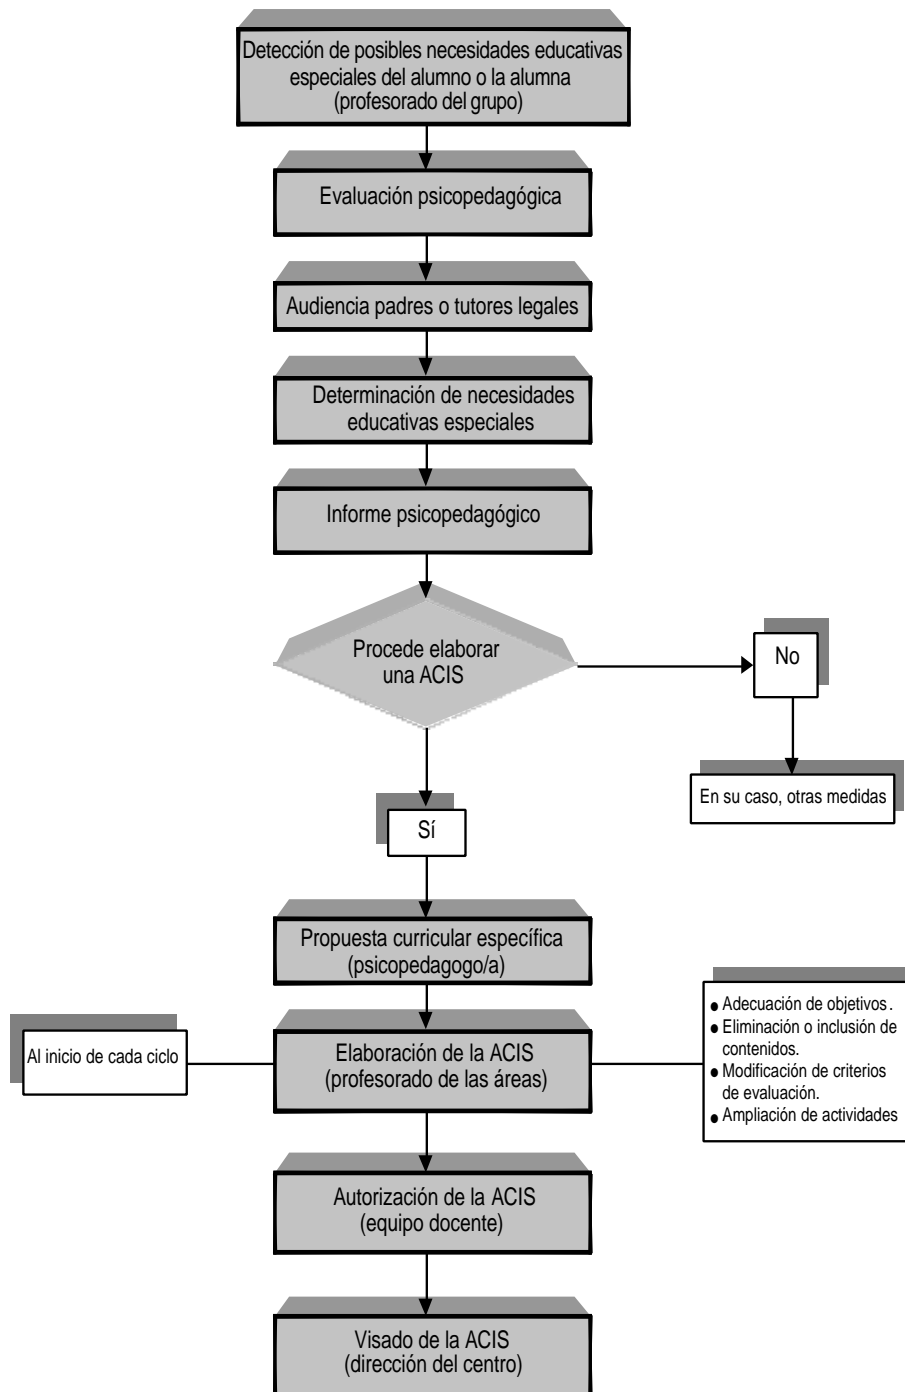 Detección de posibles necesidades educativas
especiales del alumno o la alumna
(profesorado del grupo)
Evaluación psicopedagógica
Audiencia padres o tutores legales
Determinación de necesidades
educativas especiales
Informe psicopedagógico
Procede elaborar
una ACIS
No
En su caso, otras medidas
Sí
Propuesta curricular específica
(psicopedagogo/a)
Al inicio de cada ciclo
Elaboración de la ACIS
(profesorado de las áreas)
● Adecuación de objetivos.
● Eliminación o inclusión de
contenidos.
● Modificación de criterios
de evaluación.
● Ampliación de actividades
Autorización de la ACIS
(equipo docente)
Visado de la ACIS
(dirección del centro)